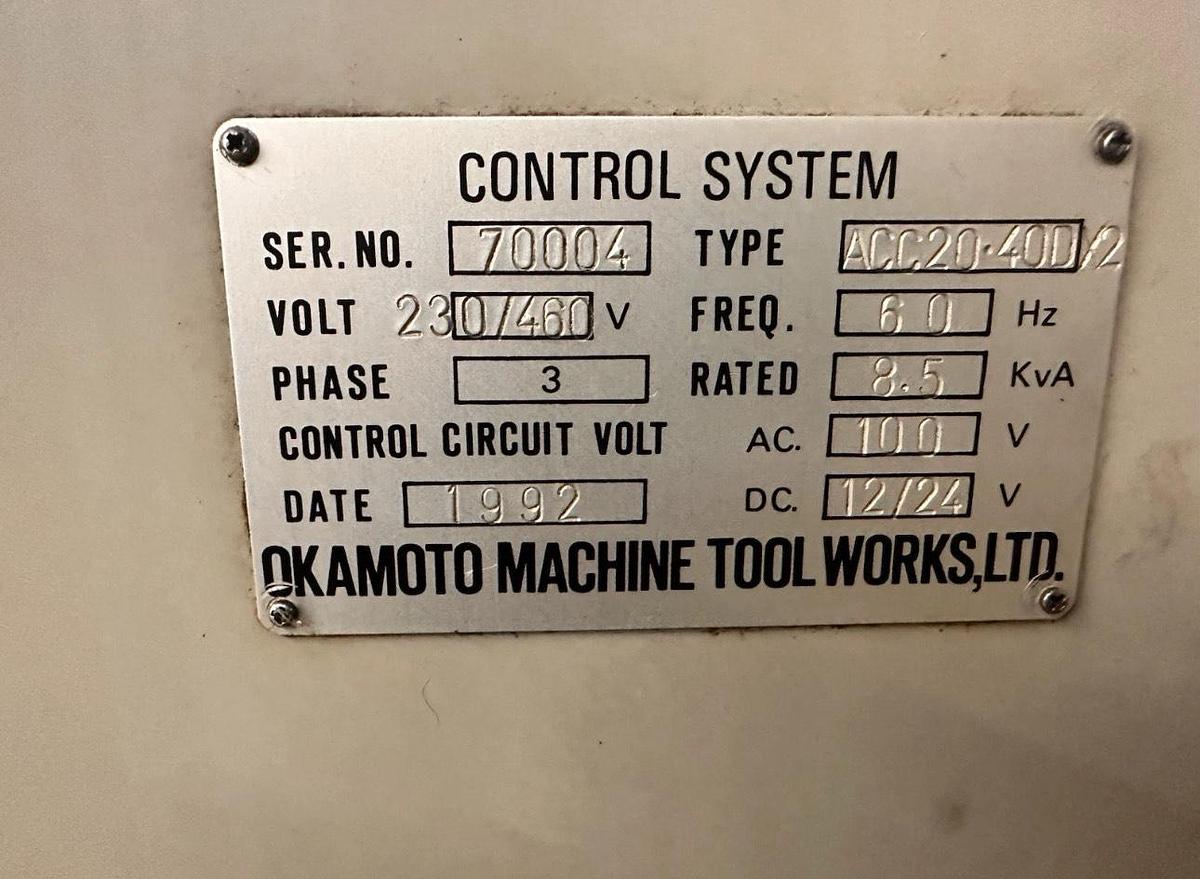 CONTROL SYSTEM
SER. NO. 70004 TYPE ACC20·40D/2
VOLT 230/460 V FREQ. 60 Hz
PHASE 3 RATED 8.5 KvA
CONTROL CIRCUIT VOLT AC. 100 V
DATE 1992 DC. 12/24 V
OKAMOTO MACHINE TOOL WORKS,LTD.